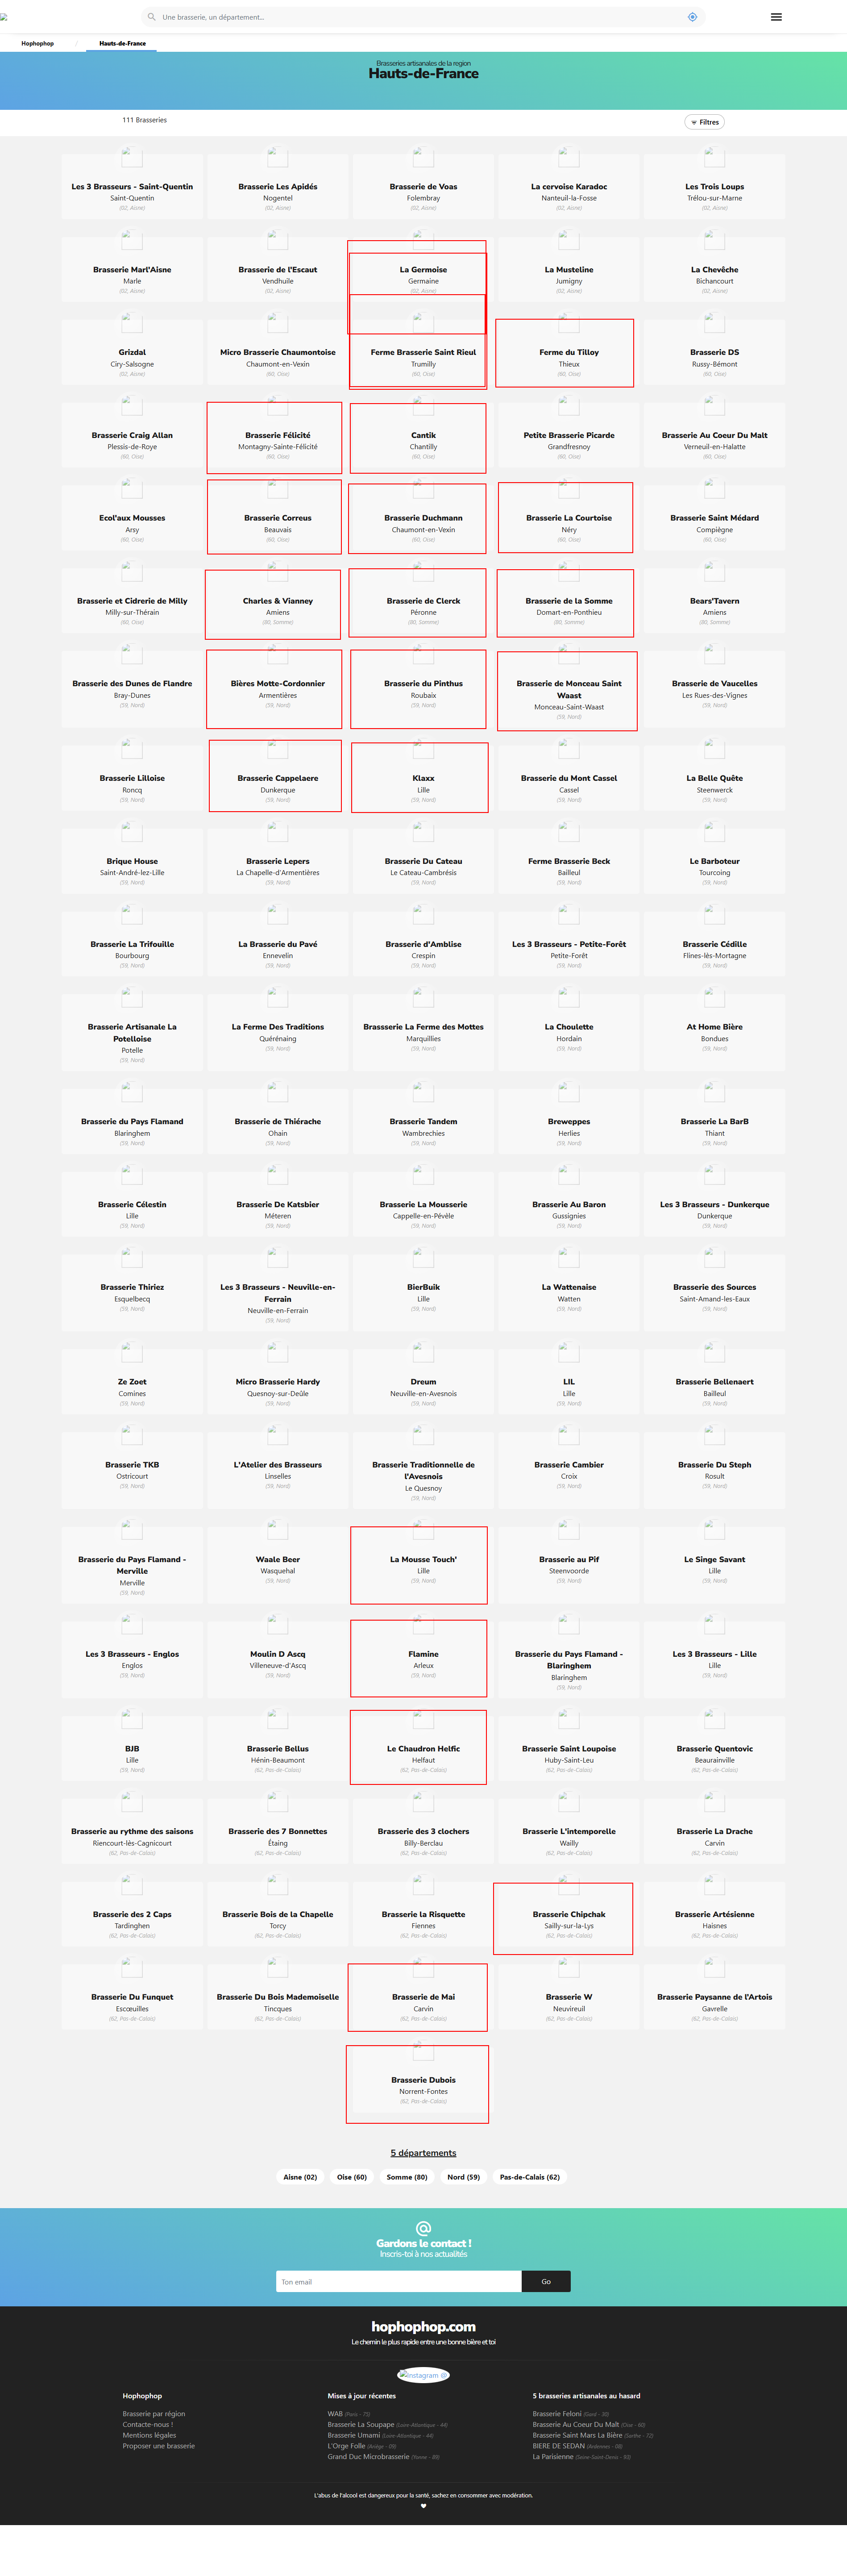 Une brasserie, un département...
Hophophop / Hauts-de-France
Brasseries artisanales de la region
Hauts-de-France
111 Brasseries
Filtres
Les 3 Brasseurs - Saint-Quentin
Saint-Quentin
(02, Aisne)
Brasserie Les Apidés
Nogentel
(02, Aisne)
Brasserie de Voas
Folembray
(02, Aisne)
La cervoise Karadoc
Nanteuil-la-Fosse
(02, Aisne)
Les Trois Loups
Trélou-sur-Marne
(02, Aisne)
Brasserie Marl'Aisne
Marle
(02, Aisne)
Brasserie de l'Escaut
Vendhuile
(02, Aisne)
La Germoise
Germaine
(02, Aisne)
La Musteline
Jumigny
(02, Aisne)
La Chevêche
Bichancourt
(02, Aisne)
Grizdal
Ciry-Salsogne
(02, Aisne)
Micro Brasserie Chaumontoise
Chaumont-en-Vexin
(60, Oise)
Ferme Brasserie Saint Rieul
Trumilly
(60, Oise)
Ferme du Tilloy
Thieux
(60, Oise)
Brasserie DS
Russy-Bémont
(60, Oise)
Brasserie Craig Allan
Plessis-de-Roye
(60, Oise)
Brasserie Félicité
Montagny-Sainte-Félicité
(60, Oise)
Cantik
Chantilly
(60, Oise)
Petite Brasserie Picarde
Grandfresnoy
(60, Oise)
Brasserie Au Coeur Du Malt
Verneuil-en-Halatte
(60, Oise)
Ecol'aux Mousses
Arsy
(60, Oise)
Brasserie Correus
Beauvais
(60, Oise)
Brasserie Duchmann
Chaumont-en-Vexin
(60, Oise)
Brasserie La Courtoise
Néry
(60, Oise)
Brasserie Saint Médard
Compiègne
(60, Oise)
Brasserie et Cidrerie de Milly
Milly-sur-Thérain
(60, Oise)
Charles & Vianney
Amiens
(80, Somme)
Brasserie de Clerck
Péronne
(80, Somme)
Brasserie de la Somme
Domart-en-Ponthieu
(80, Somme)
Bears'Tavern
Amiens
(80, Somme)
Brasserie des Dunes de Flandre
Bray-Dunes
(59, Nord)
Bières Motte-Cordonnier
Armentières
(59, Nord)
Brasserie du Pinthus
Roubaix
(59, Nord)
Brasserie de Monceau Saint
Waast
Monceau-Saint-Waast
(59, Nord)
Brasserie de Vaucelles
Les Rues-des-Vignes
(59, Nord)
Brasserie Lilloise
Roncq
(59, Nord)
Brasserie Cappelaere
Dunkerque
(59, Nord)
Klaxx
Lille
(59, Nord)
Brasserie du Mont Cassel
Cassel
(59, Nord)
La Belle Quête
Steenwerck
(59, Nord)
Brique House
Saint-André-lez-Lille
(59, Nord)
Brasserie Lepers
La Chapelle-d'Armentières
(59, Nord)
Brasserie Du Cateau
Le Cateau-Cambrésis
(59, Nord)
Ferme Brasserie Beck
Bailleul
(59, Nord)
Le Barboteur
Tourcoing
(59, Nord)
Brasserie La Trifouille
Bourbourg
(59, Nord)
La Brasserie du Pavé
Ennevelin
(59, Nord)
Brasserie d'Amblise
Crespin
(59, Nord)
Les 3 Brasseurs - Petite-Forêt
Petite-Forêt
(59, Nord)
Brasserie Cédille
Flines-lès-Mortagne
(59, Nord)
Brasserie Artisanale La
Potelloise
Potelle
(59, Nord)
La Ferme Des Traditions
Quérénaing
(59, Nord)
Brassserie La Ferme des Mottes
Marquillies
(59, Nord)
La Choulette
Hordain
(59, Nord)
At Home Bière
Bondues
(59, Nord)
Brasserie du Pays Flamand
Blaringhem
(59, Nord)
Brasserie de Thiérache
Ohain
(59, Nord)
Brasserie Tandem
Wambrechies
(59, Nord)
Breweppes
Herlies
(59, Nord)
Brasserie La BarB
Thiant
(59, Nord)
Brasserie Célestin
Lille
(59, Nord)
Brasserie De Katsbier
Méteren
(59, Nord)
Brasserie La Mousserie
Cappelle-en-Pévèle
(59, Nord)
Brasserie Au Baron
Gussignies
(59, Nord)
Les 3 Brasseurs - Dunkerque
Dunkerque
(59, Nord)
Brasserie Thiriez
Esquelbecq
(59, Nord)
Les 3 Brasseurs - Neuville-en-
Ferrain
Neuville-en-Ferrain
(59, Nord)
BierBuik
Lille
(59, Nord)
La Wattenaise
Watten
(59, Nord)
Brasserie des Sources
Saint-Amand-les-Eaux
(59, Nord)
Ze Zoet
Comines
(59, Nord)
Micro Brasserie Hardy
Quesnoy-sur-Deûle
(59, Nord)
Dreum
Neuville-en-Avesnois
(59, Nord)
LIL
Lille
(59, Nord)
Brasserie Bellenaert
Bailleul
(59, Nord)
Brasserie TKB
Ostricourt
(59, Nord)
L'Atelier des Brasseurs
Linselles
(59, Nord)
Brasserie Traditionnelle de
l'Avesnois
Le Quesnoy
(59, Nord)
Brasserie Cambier
Croix
(59, Nord)
Brasserie Du Steph
Rosult
(59, Nord)
Brasserie du Pays Flamand -
Merville
Merville
(59, Nord)
Waale Beer
Wasquehal
(59, Nord)
La Mousse Touch'
Lille
(59, Nord)
Brasserie au Pif
Steenvoorde
(59, Nord)
Le Singe Savant
Lille
(59, Nord)
Les 3 Brasseurs - Englos
Englos
(59, Nord)
Moulin D Ascq
Villeneuve-d'Ascq
(59, Nord)
Flamine
Arleux
(59, Nord)
Brasserie du Pays Flamand -
Blaringhem
Blaringhem
(59, Nord)
Les 3 Brasseurs - Lille
Lille
(59, Nord)
BJB
Lille
(59, Nord)
Brasserie Bellus
Hénin-Beaumont
(62, Pas-de-Calais)
Le Chaudron Helfic
Helfaut
(62, Pas-de-Calais)
Brasserie Saint Loupoise
Huby-Saint-Leu
(62, Pas-de-Calais)
Brasserie Quentovic
Beaurainville
(62, Pas-de-Calais)
Brasserie au rythme des saisons
Riencourt-lès-Cagnicourt
(62, Pas-de-Calais)
Brasserie des 7 Bonnettes
Étaing
(62, Pas-de-Calais)
Brasserie des 3 clochers
Billy-Berclau
(62, Pas-de-Calais)
Brasserie L'intemporelle
Wailly
(62, Pas-de-Calais)
Brasserie La Drache
Carvin
(62, Pas-de-Calais)
Brasserie des 2 Caps
Tardinghen
(62, Pas-de-Calais)
Brasserie Bois de la Chapelle
Torcy
(62, Pas-de-Calais)
Brasserie la Risquette
Fiennes
(62, Pas-de-Calais)
Brasserie Chipchak
Sailly-sur-la-Lys
(62, Pas-de-Calais)
Brasserie Artésienne
Haisnes
(62, Pas-de-Calais)
Brasserie Du Funquet
Escœuilles
(62, Pas-de-Calais)
Brasserie Du Bois Mademoiselle
Tincques
(62, Pas-de-Calais)
Brasserie de Mai
Carvin
(62, Pas-de-Calais)
Brasserie W
Neuvireuil
(62, Pas-de-Calais)
Brasserie Paysanne de l'Artois
Gavrelle
(62, Pas-de-Calais)
Brasserie Dubois
Norrent-Fontes
(62, Pas-de-Calais)
5 départements
Aisne (02) Oise (60) Somme (80) Nord (59) Pas-de-Calais (62)
Gardons le contact !
Inscris-toi à nos actualités
Ton email
Go
hophophop.com
Le chemin le plus rapide entre une bonne bière et toi
Instagram @
Hophophop
Brasserie par région
Contacte-nous !
Mentions légales
Proposer une brasserie
Mises à jour récentes
WAB (Paris - 75)
Brasserie La Soupape (Loire-Atlantique - 44)
Brasserie Umami (Loire-Atlantique - 44)
L'Orge Folle (Ariège - 09)
Grand Duc Microbrasserie (Yonne - 89)
5 brasseries artisanales au hasard
Brasserie Feloni (Gard - 30)
Brasserie Au Coeur Du Malt (Oise - 60)
Brasserie Saint Mars La Bière (Sarthe - 72)
BIERE DE SEDAN (Ardennes - 08)
La Parisienne (Seine-Saint-Denis - 93)
L'abus de l'alcool est dangereux pour la santé, sachez en consommer avec modération.